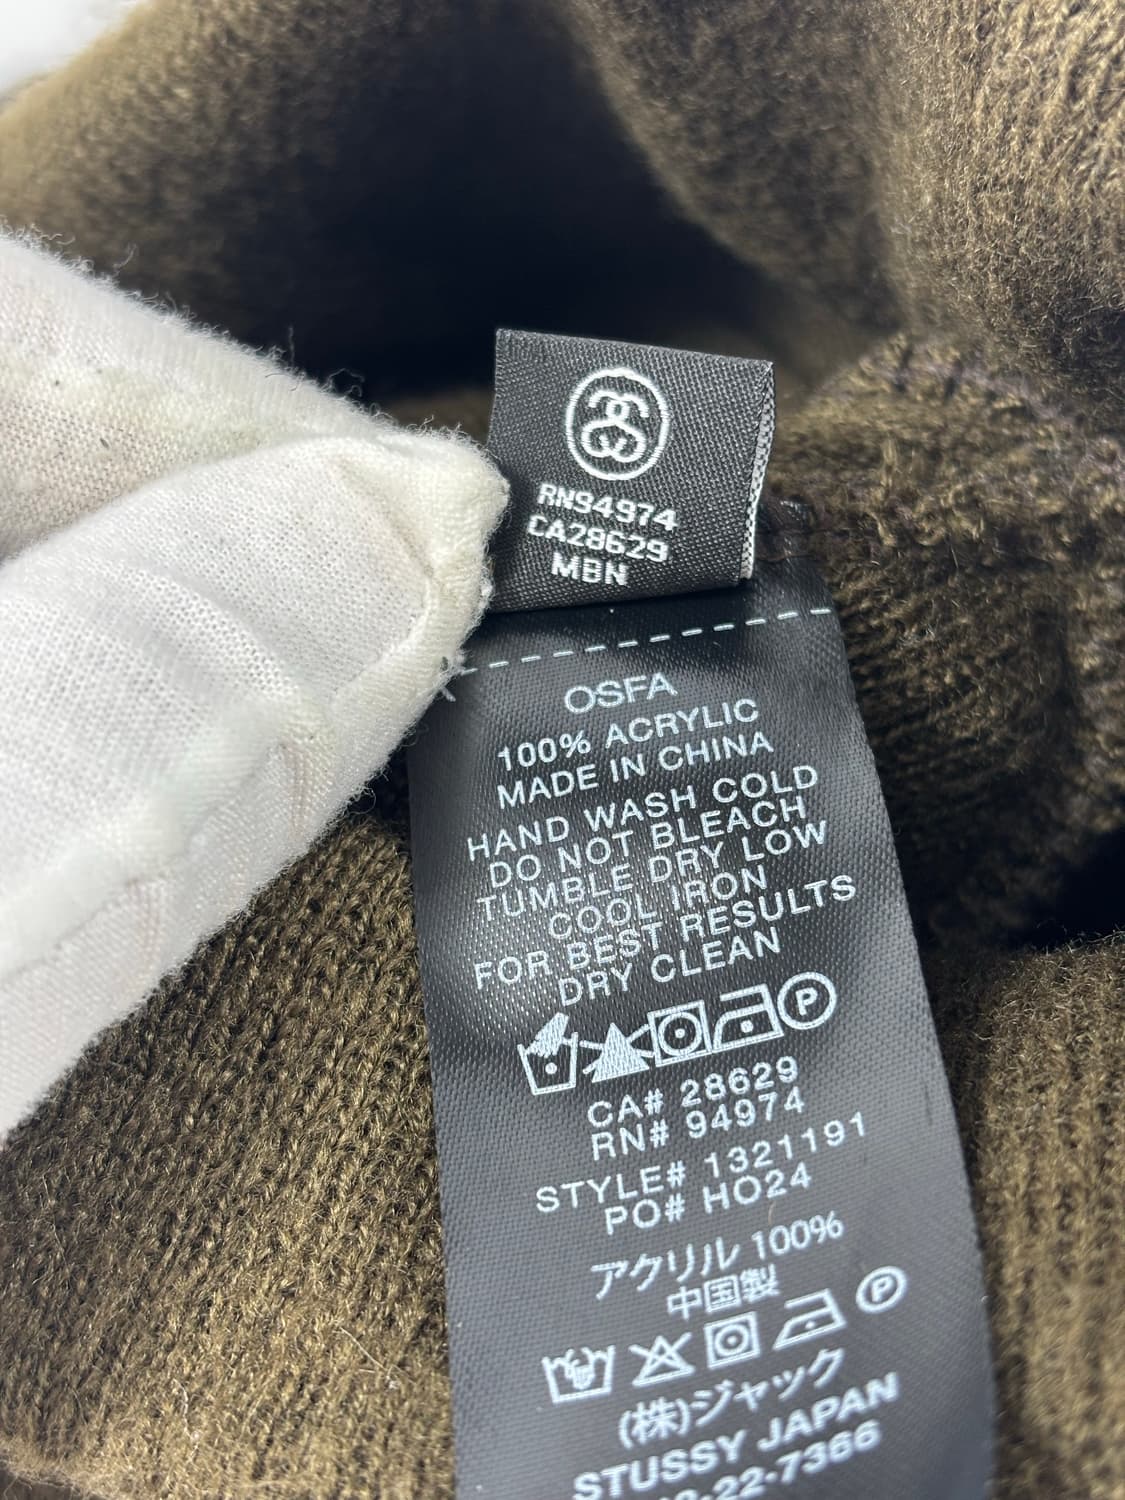 RN94974
CA28629
MBN
OSFA
100% ACRYLIC
MADE IN CHINA
HAND WASH COLD
DO NOT BLEACH
TUMBLE DRY LOW
COOL IRON
FOR BEST RESULTS
DRY CLEAN
P
CA# 28629
RN# 94974
STYLE# 1321191
PO# HO24
アクリル 100%
中国製
P
(株)ジャック
STUSSY JAPAN
-22-7366